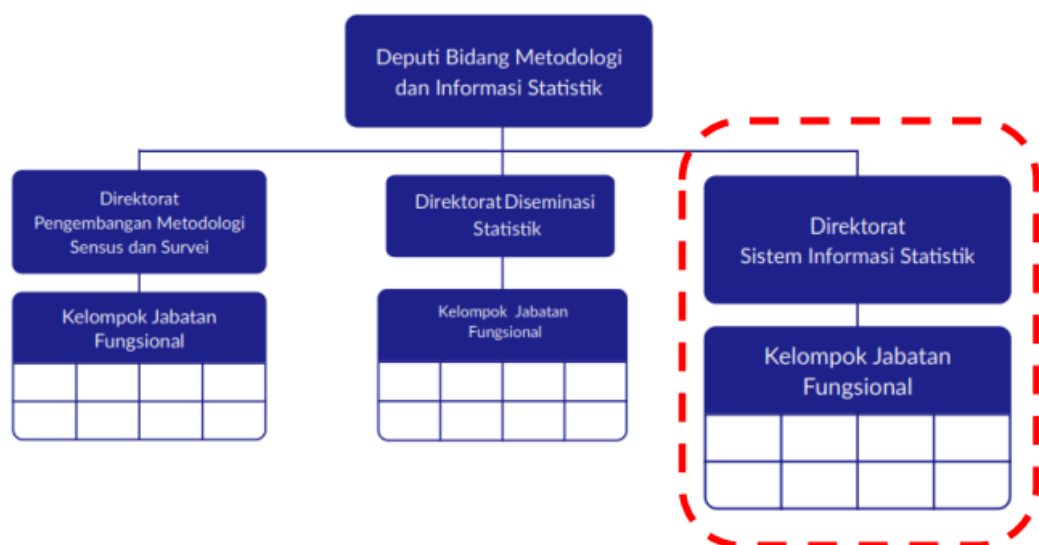 Deputi Bidang Metodologi
dan Informasi Statistik
Direktorat
Pengembangan Metodologi
Sensus dan Survei
Kelompok Jabatan
Fungsional
Direktorat Diseminasi
Statistik
Kelompok Jabatan
Fungsional
Direktorat
Sistem Informasi Statistik
Kelompok Jabatan
Fungsional